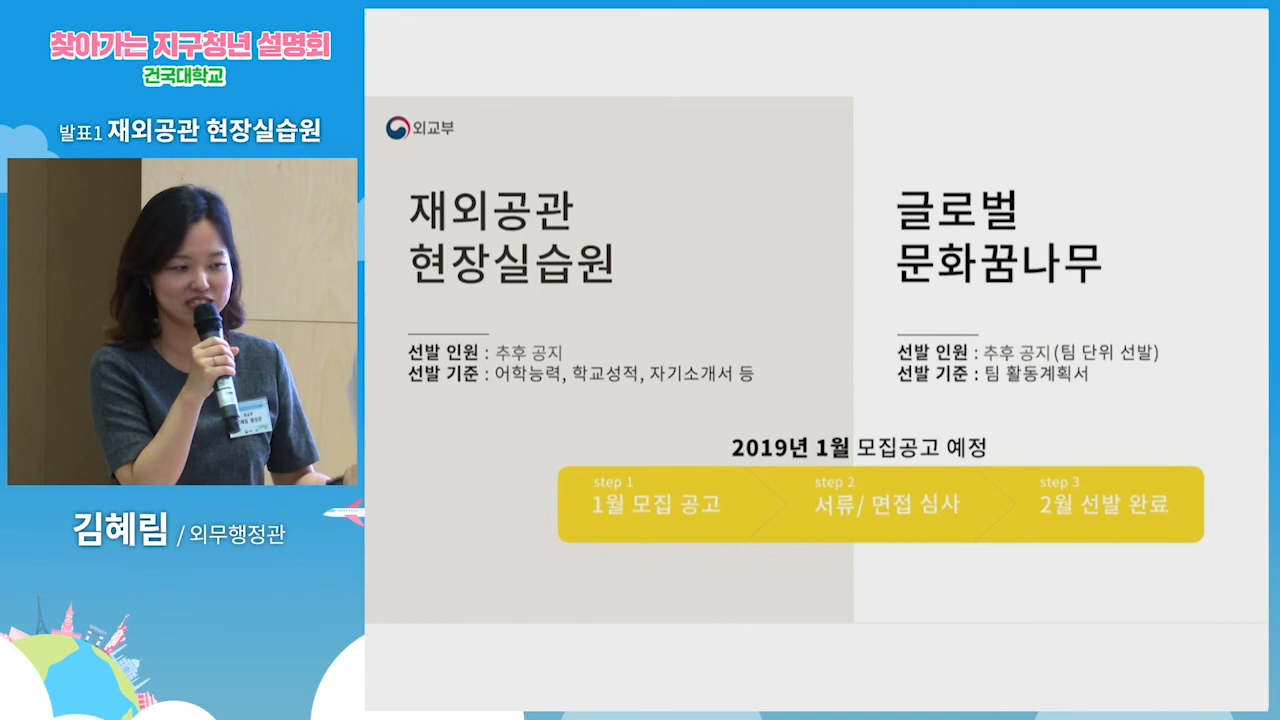 찾아가는 지구청년 설명회
건국대학교
발표1 재외공관 현장실습원
김혜림 / 외무행정관
외교부
재외공관
현장실습원
선발 인원 : 추후 공지
선발 기준 : 어학능력, 학교성적, 자기소개서 등
글로벌
문화꿈나무
선발 인원 : 추후 공지(팀 단위 선발)
선발 기준 : 팀 활동계획서
2019년 1월 모집공고 예정
step 1
1월 모집 공고
step 2
서류/ 면접 심사
step 3
2월 선발 완료